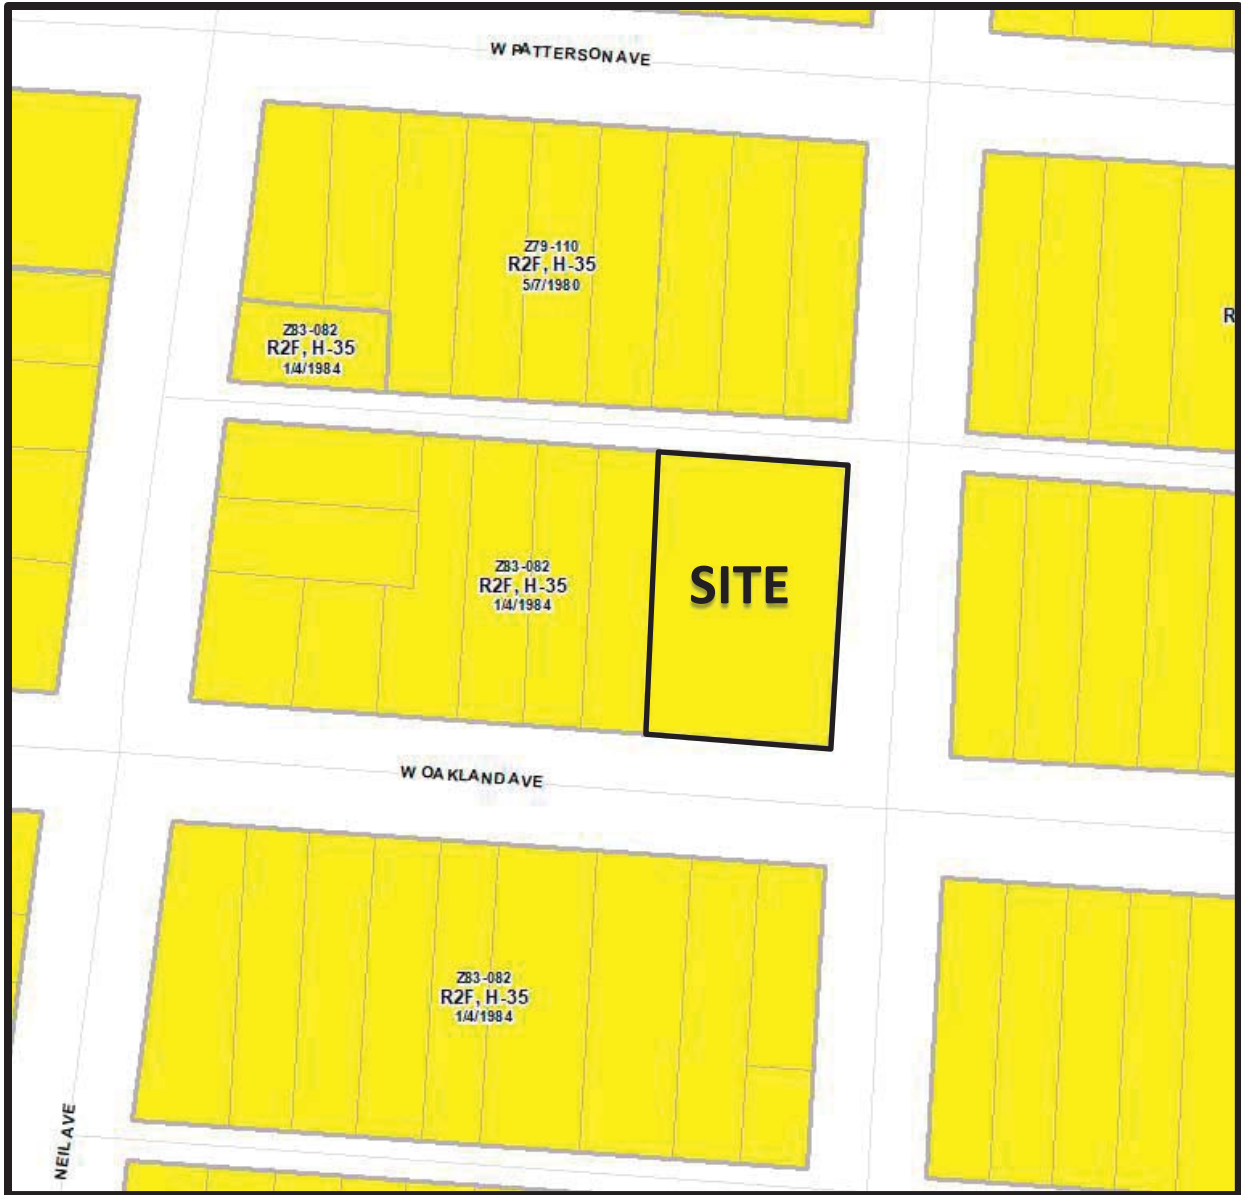 W PATTERSON AVE
Z79-110
R2F, H-35
5/7/1980
R
Z83-082
R2F, H-35
1/4/1984
Z83-082
R2F, H-35
1/4/1984
SITE
W OAKLAND AVE
Z83-082
R2F, H-35
1/4/1984
NEIL AVE